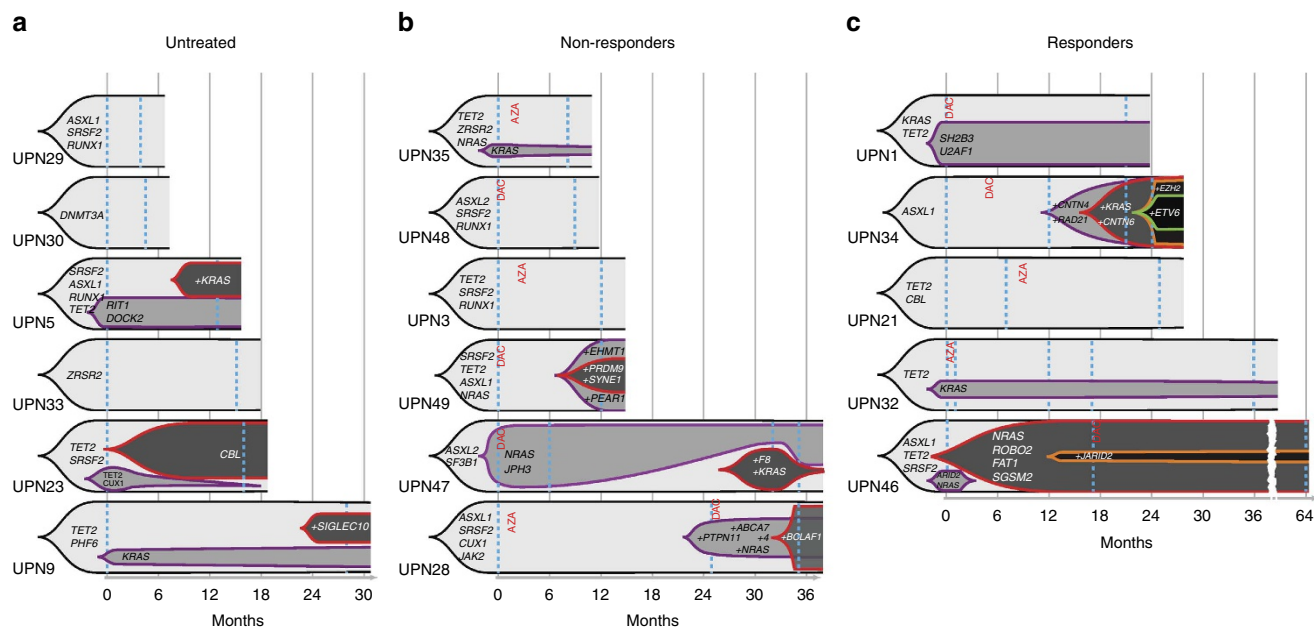 a
Untreated
ASXL1
SRSF2
RUNX1
UPN29
DNMT3A
UPN30
SRSF2
ASXL1
RUNX1
TET2
+KRAS
RIT1
DOCK2
UPN5
ZRSR2
UPN33
TET2
SRSF2
CBL
TET2
CUX1
UPN23
TET2
PHF6
+SIGLEC10
KRAS
UPN9
0 6 12 18 24 30
Months
b
Non-responders
TET2
ZRSR2
NRAS
AZA
KRAS
UPN35
DAC
ASXL2
SRSF2
RUNX1
UPN48
AZA
TET2
SRSF2
RUNX1
UPN3
DAC
SRSF2
TET2
ASXL1
NRAS
+EHMT1
+PRDM9
+SYNE1
+PEAR1
UPN49
DAC
ASXL2
SF3B1
NRAS
JPH3
+F8
+KRAS
UPN47
AZA
DAC
ASXL1
SRSF2
CUX1
JAK2
+ABCA7
+PTPN11 +4
+NRAS
+BCLAF1
UPN28
0 6 12 18 24 30 36
Months
c
Responders
DAC
KRAS
TET2
SH2B3
U2AF1
UPN1
DAC
ASXL1
+CNTN4
+RAD21
+KRAS
+CNTN6
+EZH2
+ETV6
UPN34
AZA
TET2
CBL
UPN21
AZA
TET2
KRAS
UPN32
ASXL1
TET2
SRSF2
NRAS
ROBO2
FAT1
SGSM2
+JARID2
NRAS
UPN46
0 6 12 18 24 30 36 64
Months